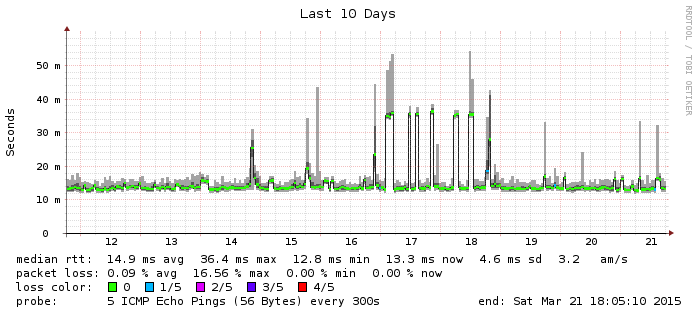 Last 10 Days
RRDTOOL / TOBI OETIKER
Seconds
50 m
40 m
30 m
20 m
10 m
0
12 13 14 15 16 17 18 19 20 21
median rtt: 14.9 ms avg 36.4 ms max 12.8 ms min 13.3 ms now 4.6 ms sd 3.2 am/s
packet loss: 0.09 % avg 16.56 % max 0.00 % min 0.00 % now
loss color: 0 1/5 2/5 3/5 4/5
probe: 5 ICMP Echo Pings (56 Bytes) every 300s end: Sat Mar 21 18:05:10 2015